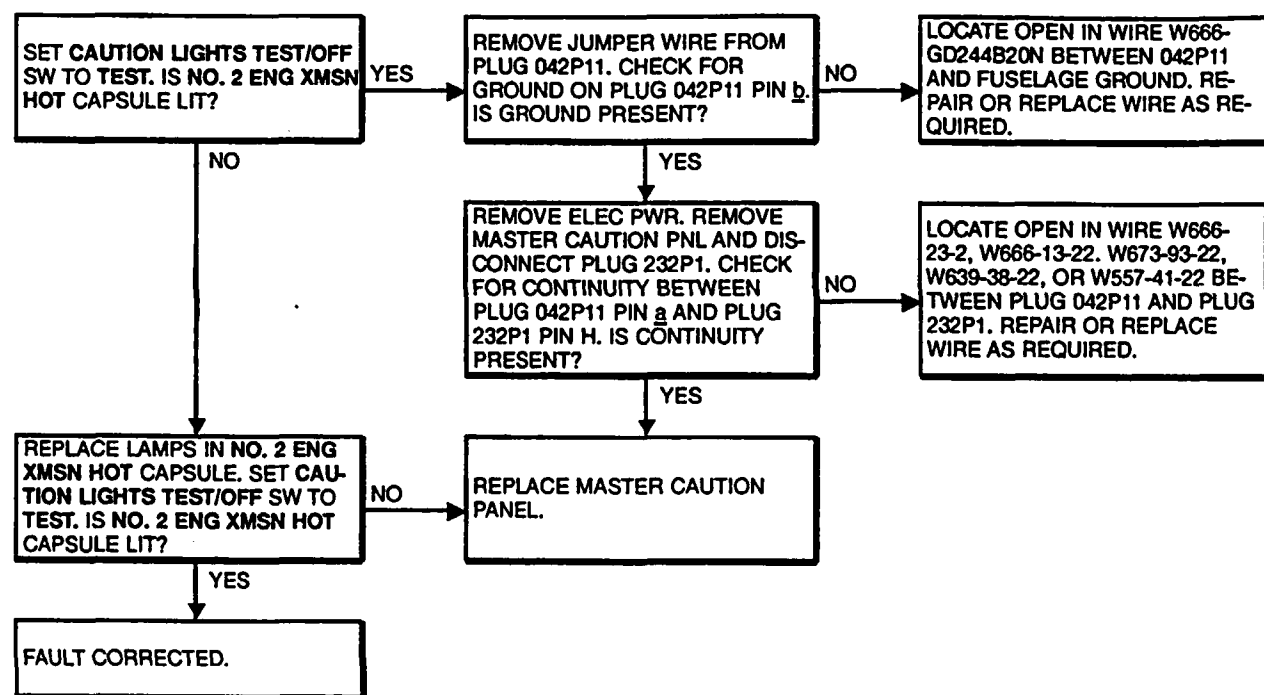 SET CAUTION LIGHTS TEST/OFF
SW TO TEST. IS NO. 2 ENG XMSN
HOT CAPSULE LIT?
YES
REMOVE JUMPER WIRE FROM
PLUG 042P11. CHECK FOR
GROUND ON PLUG 042P11 PIN b.
IS GROUND PRESENT?
NO
LOCATE OPEN IN WIRE W666-
GD244B20N BETWEEN 042P11
AND FUSELAGE GROUND. RE-
PAIR OR REPLACE WIRE AS RE-
QUIRED.
NO
YES
REMOVE ELEC PWR. REMOVE
MASTER CAUTION PNL AND DIS-
CONNECT PLUG 232P1. CHECK
FOR CONTINUITY BETWEEN
PLUG 042P11 PIN a AND PLUG
232P1 PIN H. IS CONTINUITY
PRESENT?
NO
LOCATE OPEN IN WIRE W666-
23-2, W666-13-22. W673-93-22,
W639-38-22, OR W557-41-22 BE-
TWEEN PLUG 042P11 AND PLUG
232P1. REPAIR OR REPLACE
WIRE AS REQUIRED.
YES
REPLACE LAMPS IN NO. 2 ENG
XMSN HOT CAPSULE. SET CAU-
TION LIGHTS TEST/OFF SW TO
TEST. IS NO. 2 ENG XMSN HOT
CAPSULE LIT?
NO
REPLACE MASTER CAUTION
PANEL.
YES
FAULT CORRECTED.